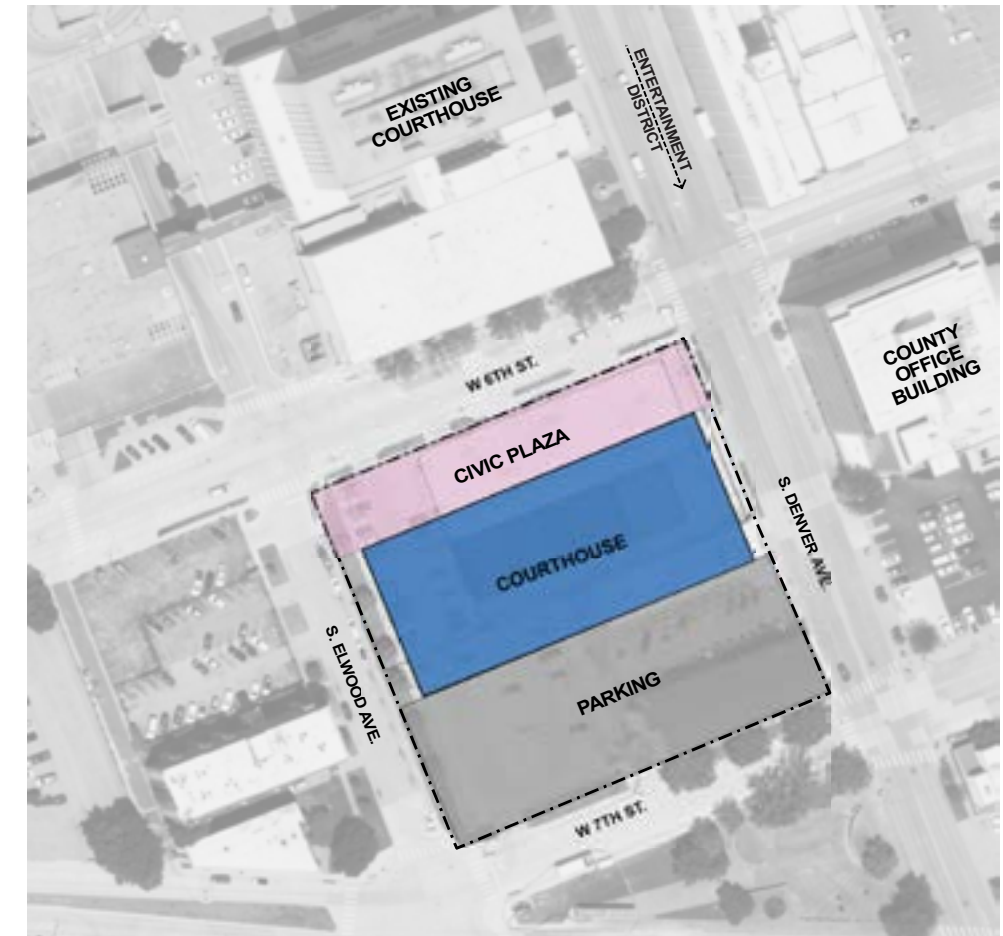 EXISTING
COURTHOUSE
ENTERTAINMENT
DISTRICT
COUNTY
OFFICE
BUILDING
W 6TH ST.
CIVIC PLAZA
COURTHOUSE
S. DENVER AVE.
S. ELWOOD AVE.
PARKING
W 7TH ST.